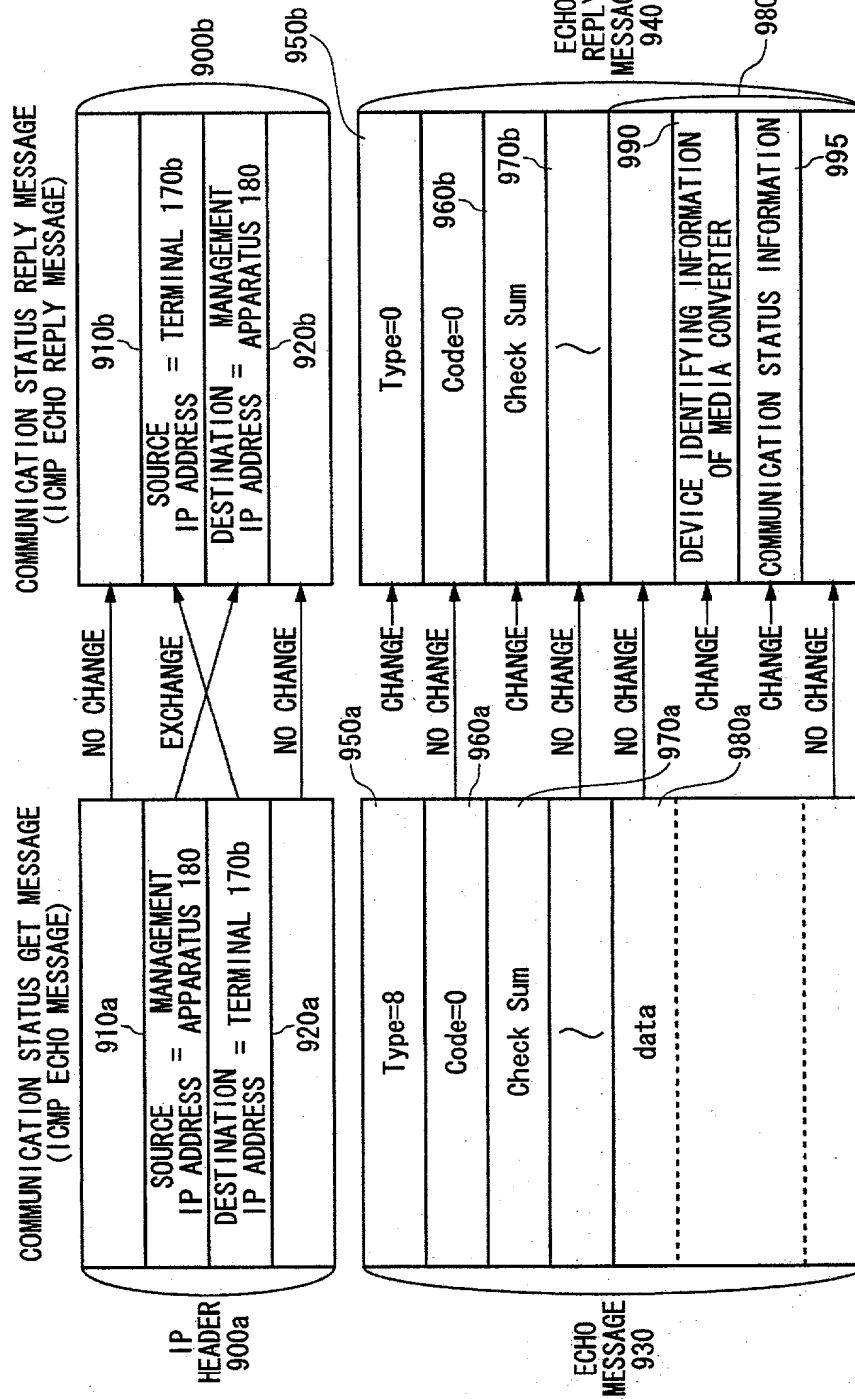 COMMUNICATION STATUS GET MESSAGE
(ICMP ECHO MESSAGE)
IP
HEADER
900a
910a
SOURCE = MANAGEMENT
IP ADDRESS APPARATUS 180
DESTINATION = TERMINAL 170b
IP ADDRESS
920a
ECHO
MESSAGE
930
Type=8
Code=0
Check Sum
data
950a
960a
970a
980a
NO CHANGE
EXCHANGE
NO CHANGE
CHANGE
NO CHANGE
CHANGE
NO CHANGE
NO CHANGE
CHANGE
CHANGE
NO CHANGE
COMMUNICATION STATUS REPLY MESSAGE
(ICMP ECHO REPLY MESSAGE)
910b
SOURCE
IP ADDRESS = TERMINAL 170b
DESTINATION = MANAGEMENT
IP ADDRESS APPARATUS 180
920b
900b
950b
Type=0
Code=0
960b
Check Sum
970b
990
DEVICE IDENTIFYING INFORMATION
OF MEDIA CONVERTER
COMMUNICATION STATUS INFORMATION
995
ECHO
REPLY
MESSAGE
940
980